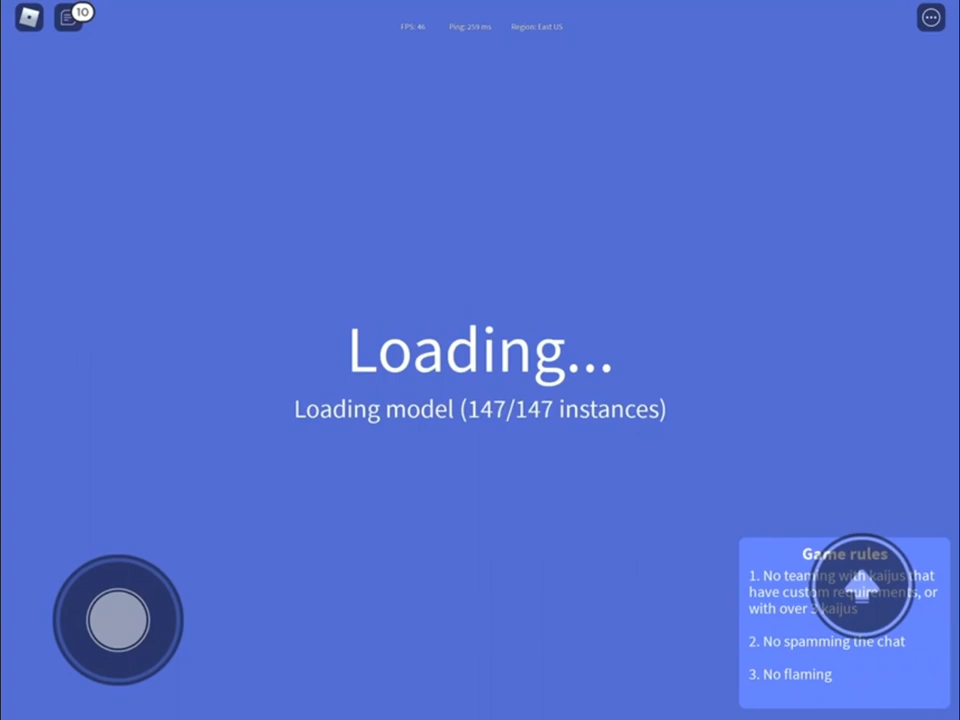 10
FPS: 46 Ping: 259 ms Region: East US
Loading...
Loading model (147/147 instances)
Game rules
1. No teaming with kaijus that
have custom requirements, or
with over 3 kaijus
2. No spamming the chat
3. No flaming